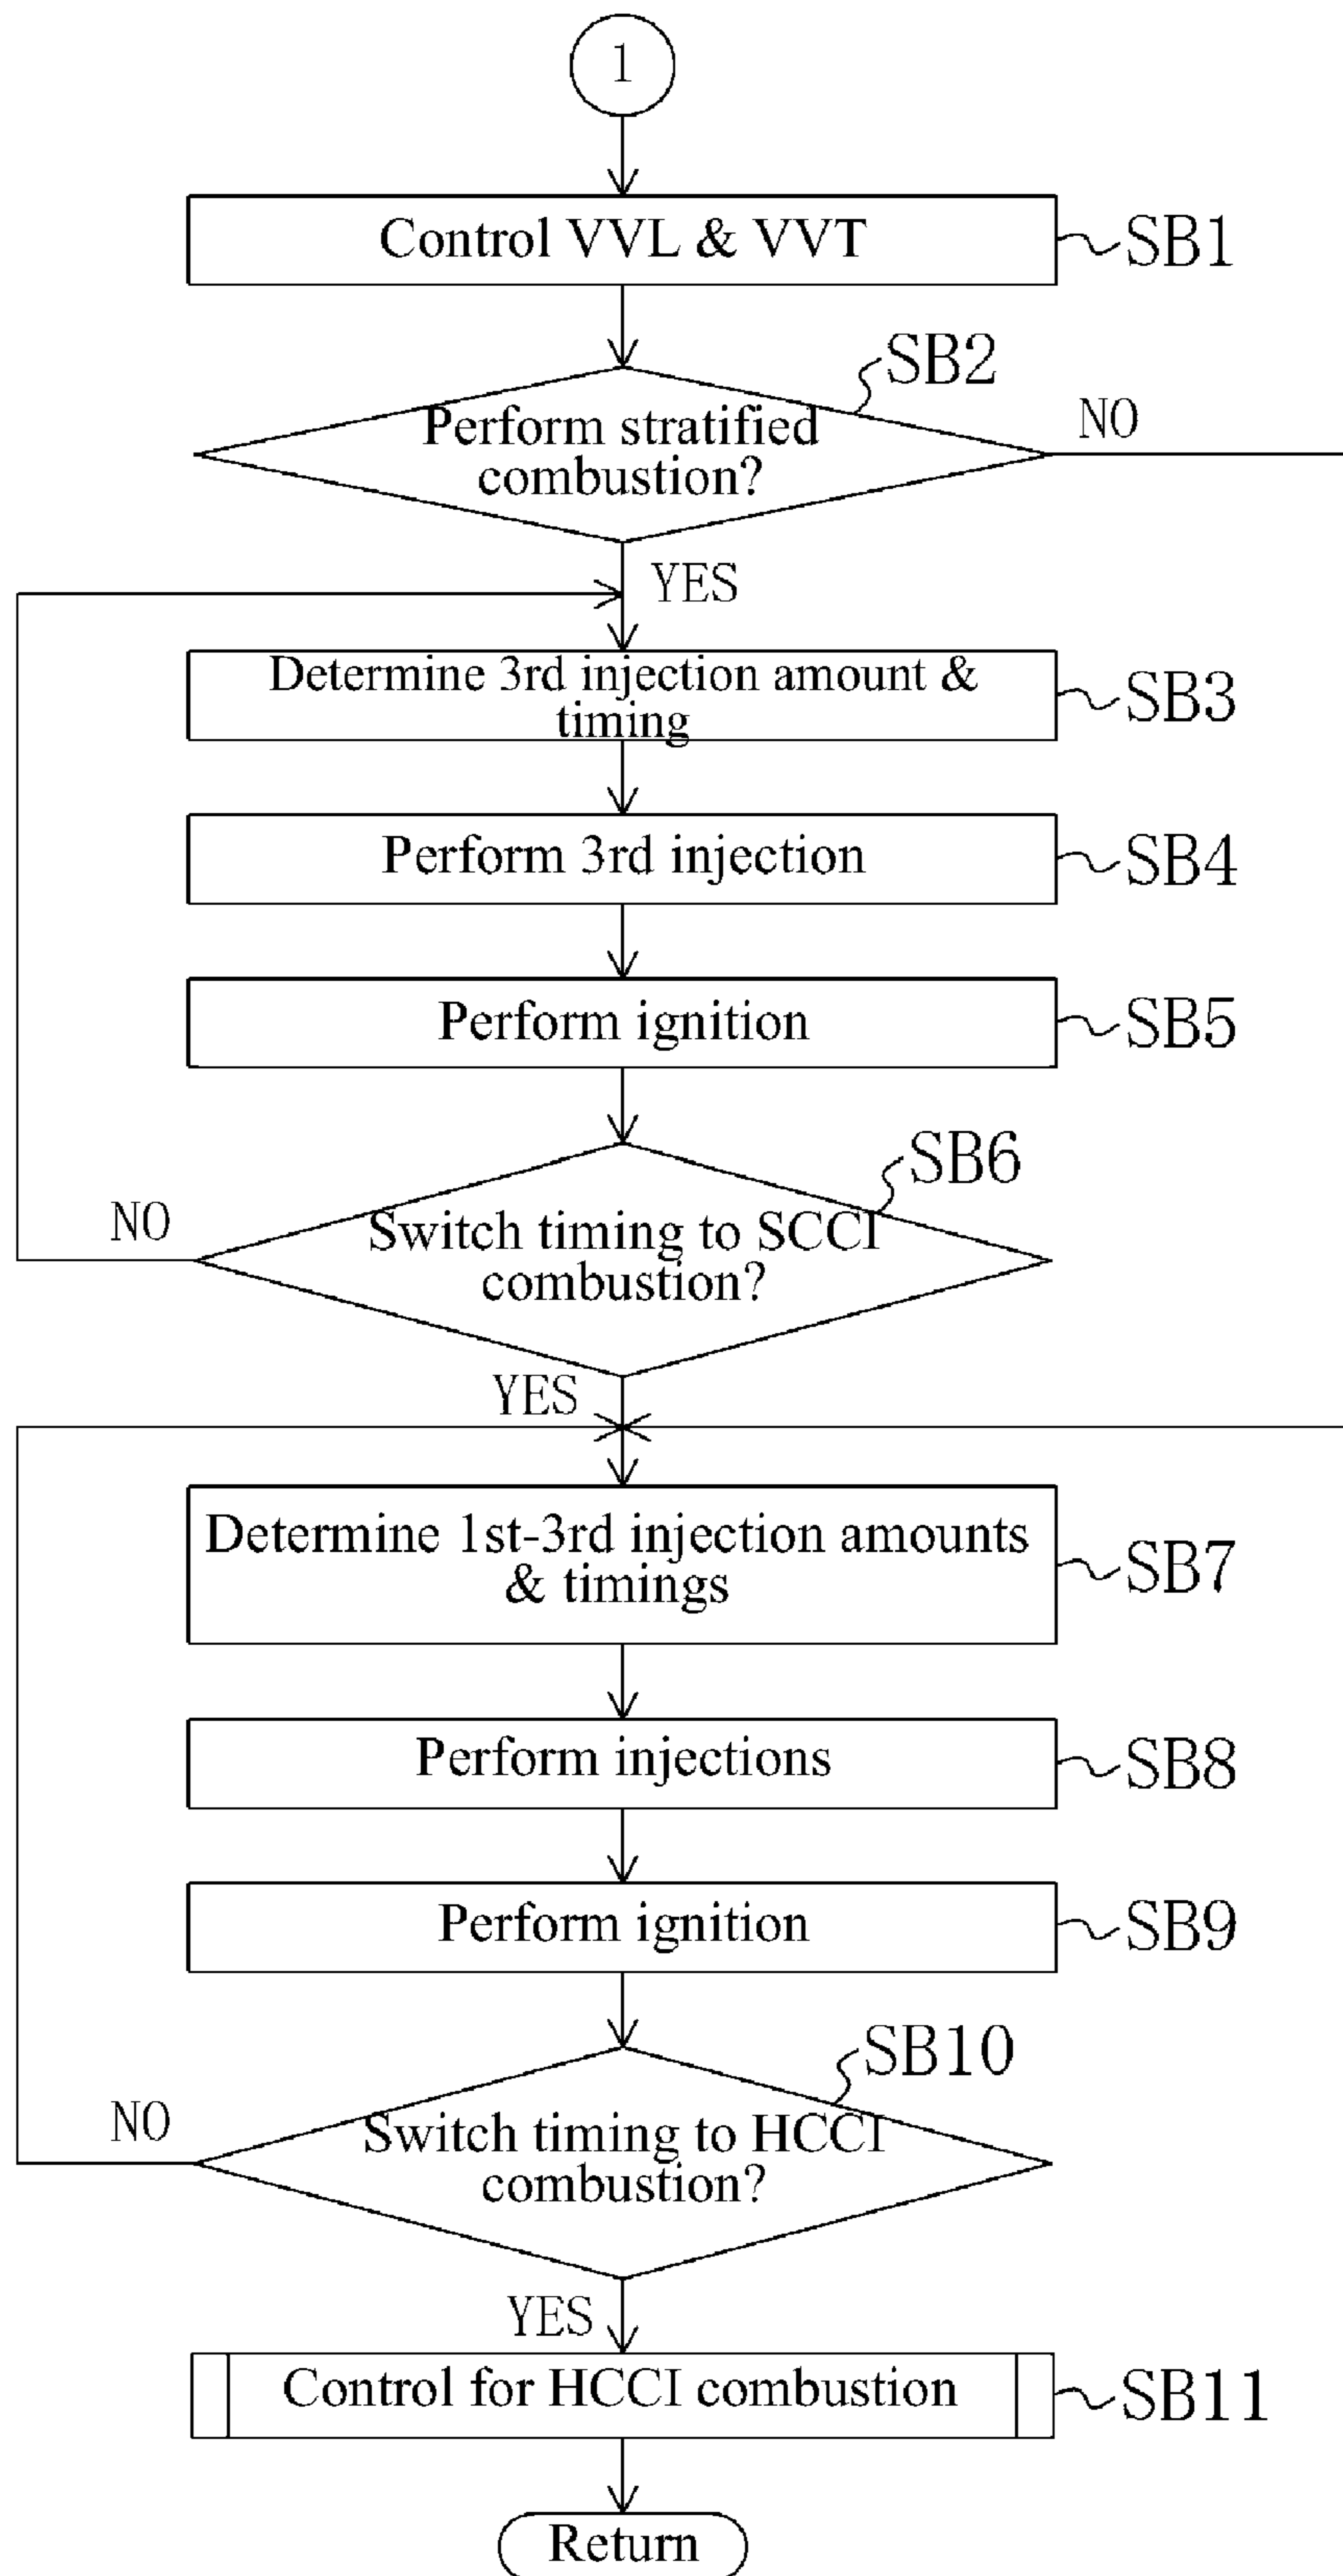 1
Control VVL & VVT
SB1
SB2
Perform stratified
combustion?
NO
YES
Determine 3rd injection amount &
timing
SB3
Perform 3rd injection
SB4
Perform ignition
SB5
SB6
Switch timing to SCCI
combustion?
NO
YES
Determine 1st-3rd injection amounts
& timings
SB7
Perform injections
SB8
Perform ignition
SB9
SB10
Switch timing to HCCI
combustion?
NO
YES
Control for HCCI combustion
SB11
Return